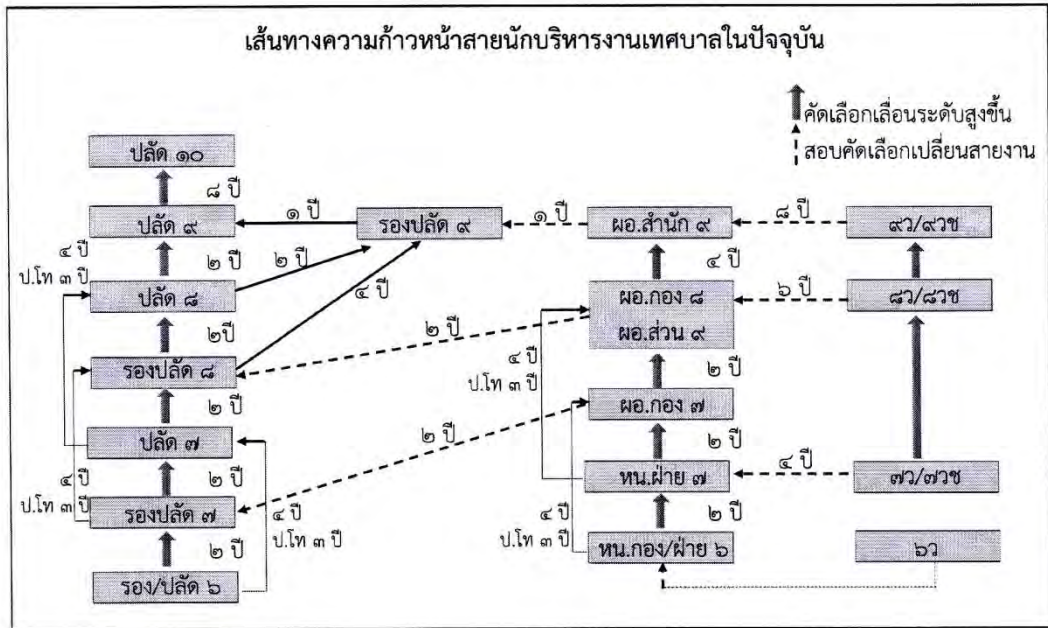 เส้นทางความก้าวหน้าสายนักบริหารงานเทศบาลในปัจจุบัน
คัดเลือกเลื่อนระดับสูงขึ้น
สอบคัดเลือกเปลี่ยนสายงาน
ปลัด ๑๐
๘ ปี
ปลัด ๙
๑ ปี
รองปลัด ๙
๑ ปี
ผอ.สำนัก ๙
๘ ปี
๙ว/๙วช
๔ ปี
ป.โท ๓ ปี
๒ ปี
๒ ปี
๔ ปี
๔ ปี
ปลัด ๘
ผอ.กอง ๘
ผอ.ส่วน ๙
๖ ปี
๘ว/๘วช
๒ปี
๒ ปี
รองปลัด ๘
๔ ปี
ป.โท ๓ ปี
๒ ปี
๒ ปี
ผอ.กอง ๗
ปลัด ๗
๒ ปี
๒ ปี
๔ ปี
ป.โท ๓ ปี
๒ ปี
หน.ฝ่าย ๗
๔ ปี
๗ว/๗วช
รองปลัด ๗
๔ ปี
ป.โท ๓ ปี
๔ ปี
ป.โท ๓ ปี
๒ ปี
๒ ปี
หน.กอง/ฝ่าย ๖
๖ว
รอง/ปลัด ๖